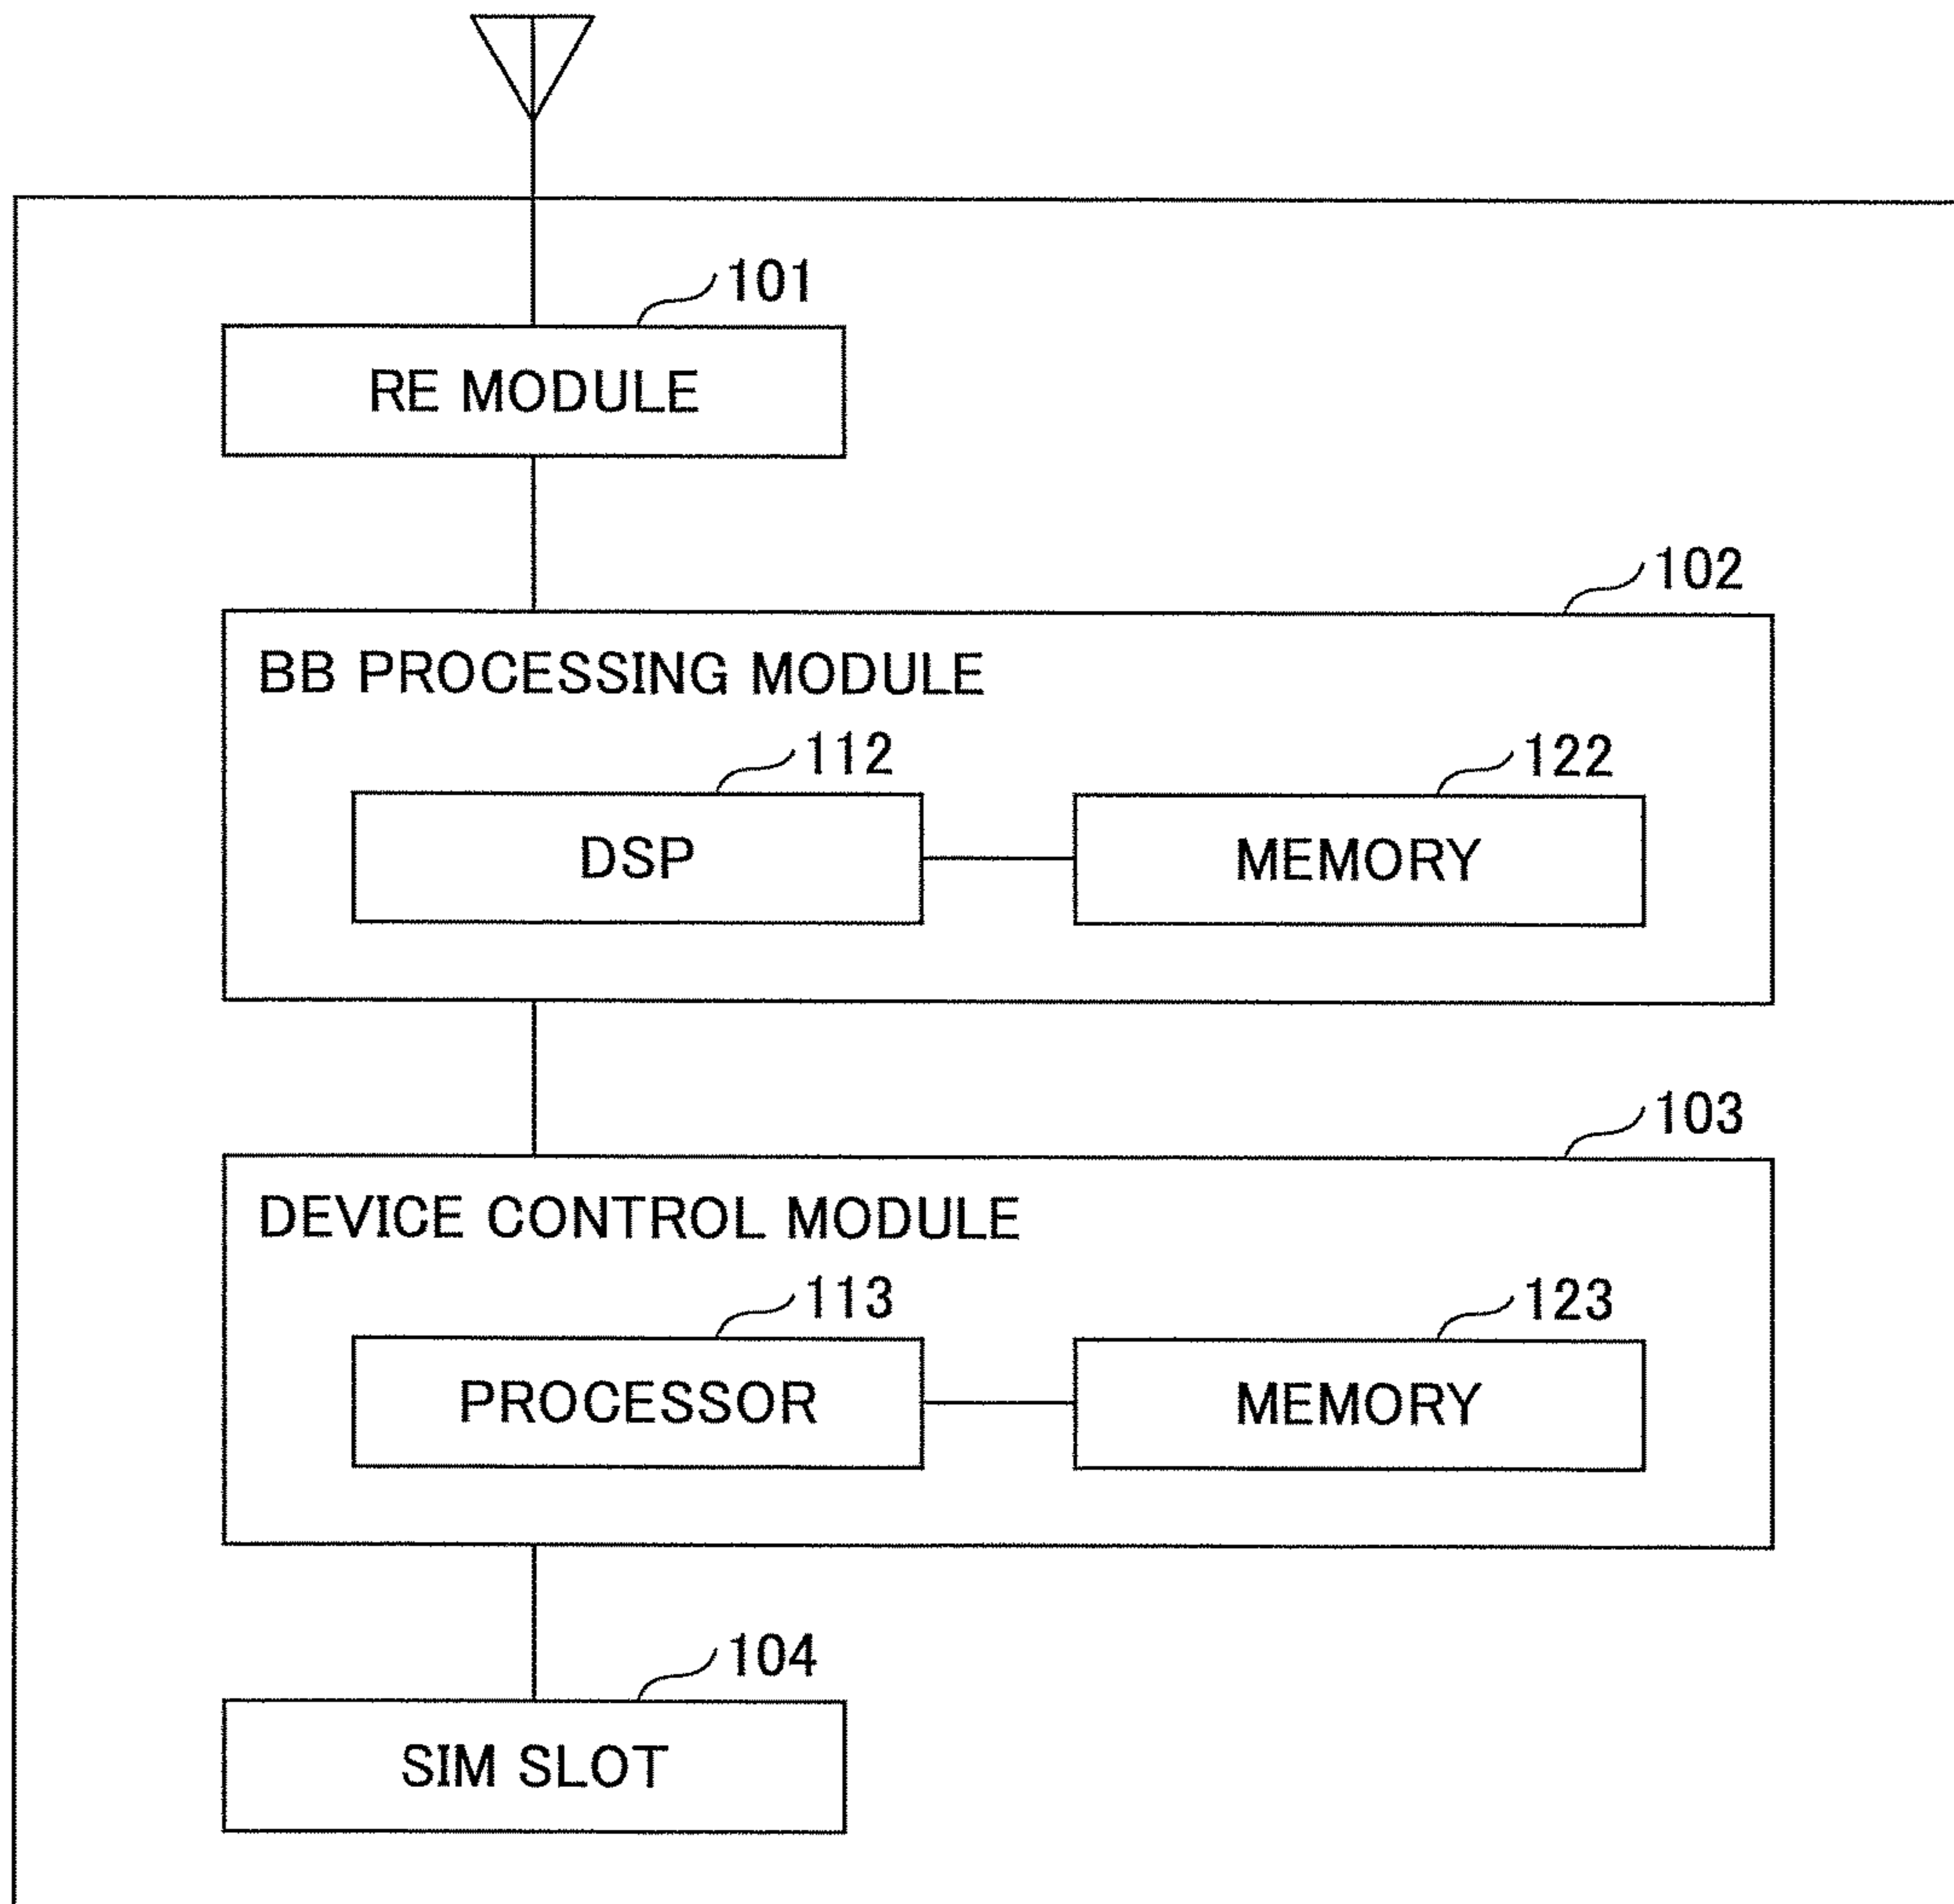 101
RE MODULE
102
BB PROCESSING MODULE
112
122
DSP
MEMORY
103
DEVICE CONTROL MODULE
113
123
PROCESSOR
MEMORY
104
SIM SLOT